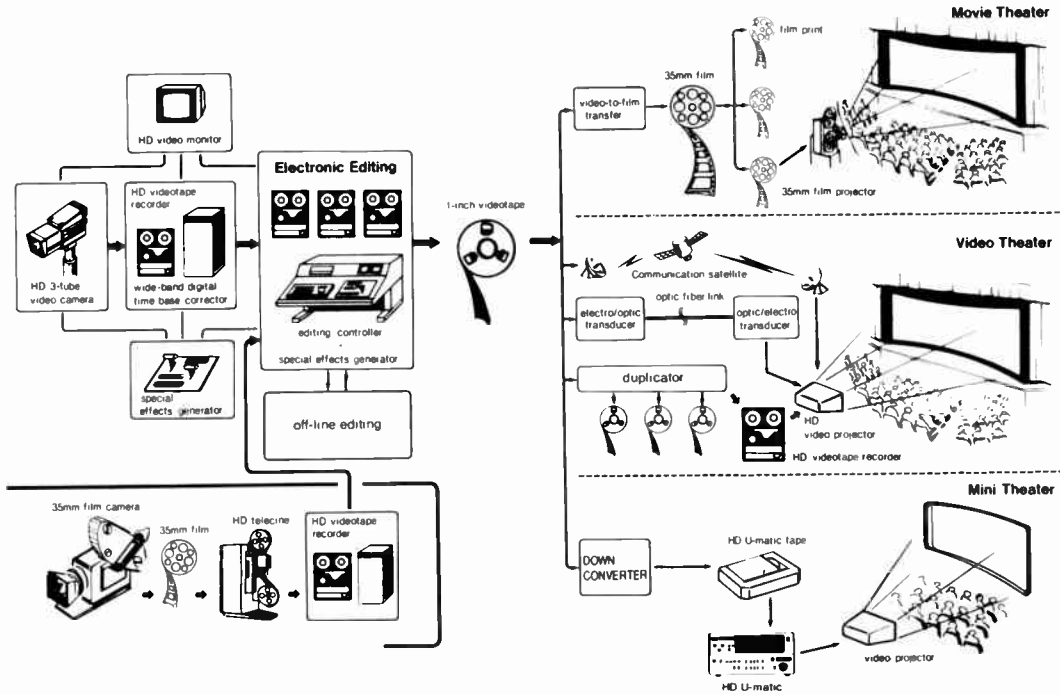 HD video monitor
HD 3-tube
video camera
HD videotape
recorder
wide-band digital
time base corrector
special
effects generator
Electronic Editing
editing controller
special effects generator
off-line editing
1-inch videotape
35mm film camera
35mm film
HD telecine
HD videotape
recorder
Movie Theater
video-to-film
transfer
35mm film
film print
35mm film projector
Video Theater
Communication satellite
electro/optic
transducer
optic fiber link
optic/electro
transducer
duplicator
HD
video projector
HD videotape recorder
Mini Theater
DOWN
CONVERTER
HD U-matic tape
HD U-matic
video projector